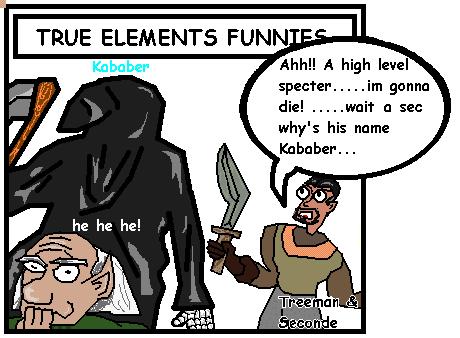 TRUE ELEMENTS FUNNIES
Kababer
Ahh!! A high level
specter.....im gonna
die! .....wait a sec
why's his name
Kababer...
he he he!
Treeman &
Seconde